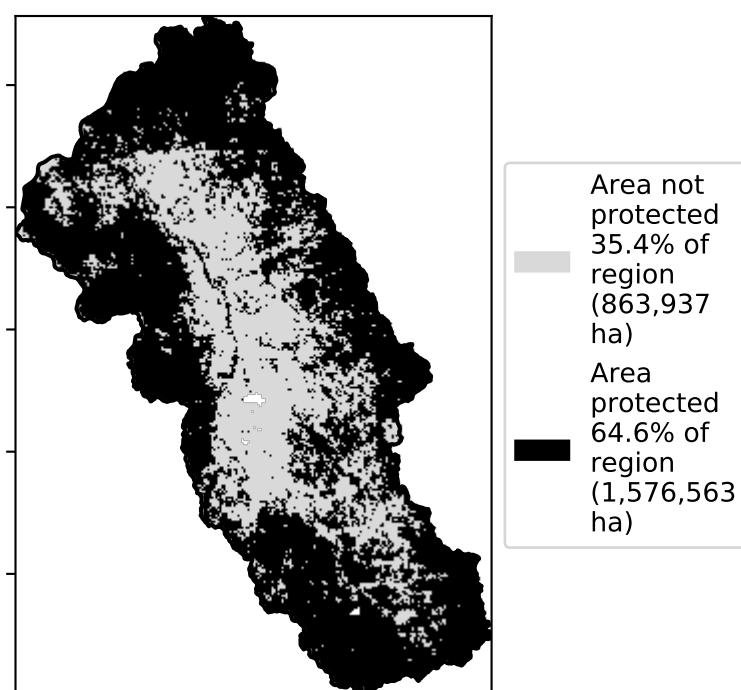 Area not
protected
35.4% of
region
(863,937
ha)
Area
protected
64.6% of
region
(1,576,563
ha)